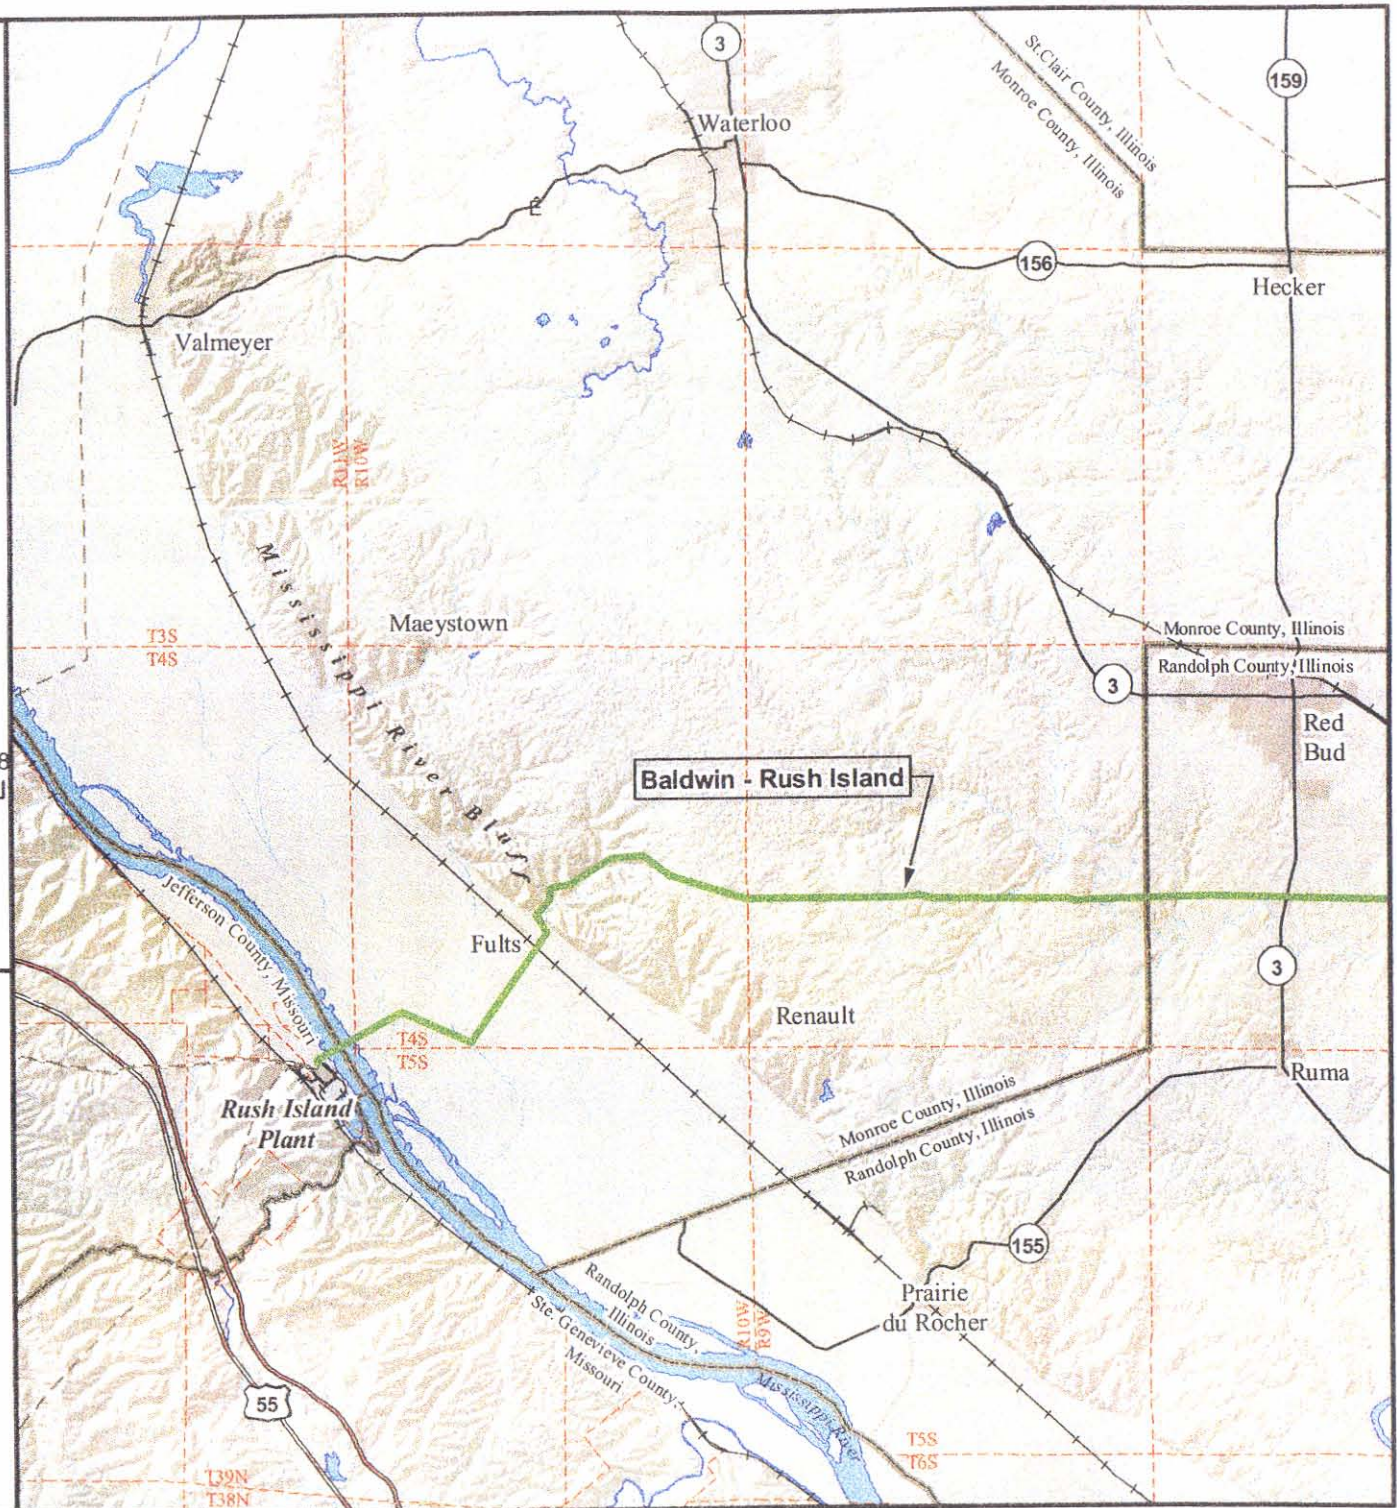 3
159
St.Clair County, Illinois
Monroe County, Illinois
Waterloo
E
156
Hecker
Valmeyer
R11W
R10W
Mississippi River Bluff
Maeystown
T3S
T4S
Monroe County, Illinois
Randolph County, Illinois
3
Red
Bud
8
Baldwin - Rush Island
Jefferson County, Missouri
Fults
3
Renault
T4S
T5S
Ruma
Rush Island
Plant
Monroe County, Illinois
Randolph County, Illinois
155
Randolph County,
Illinois
Ste. Genevieve County,
Missouri
Prairie
du Rocher
R10W
R9W
Mississippi River
55
T5S
T6S
T39N
T38N